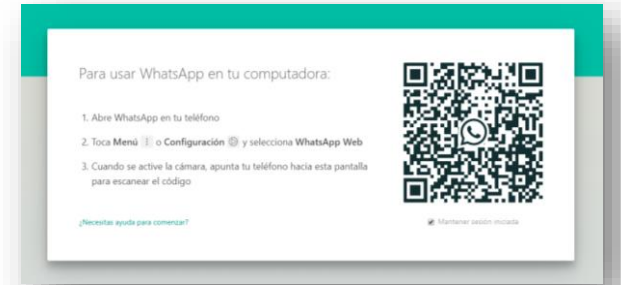 Para usar WhatsApp en tu computadora:
1. Abre WhatsApp en tu teléfono
2. Toca Menú o Configuración y selecciona WhatsApp Web
3. Cuando se active la cámara, apunta tu teléfono hacia esta pantalla
para escanear el código
¿Necesitas ayuda para comenzar?
Mantener sesión iniciada